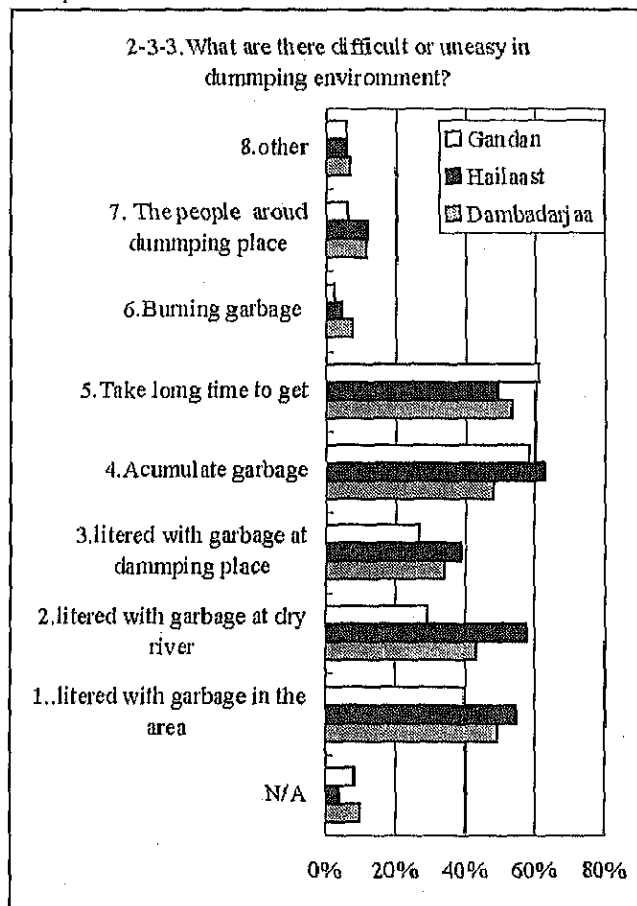 2-3-3.What are there difficult or uneasy in
dummping enviromment?
Gandan
Hailaast
Dambadarjaa
8.other
7. The people aroud
dummping place
6.Burning garbage
5.Take lomg time to get
4.Acumulate garbage
3.litered with garbage at
dammping place
2.litered with garbage at dry
river
1..litered with garbage in the
area
N/A
0% 20% 40% 60% 80%